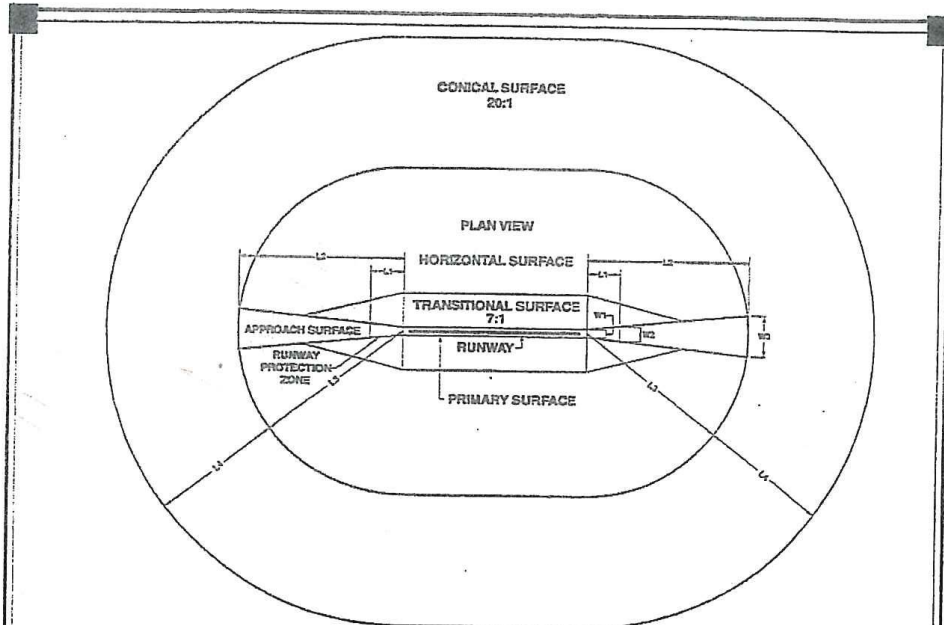 CONICAL SURFACE
20:1
PLAN VIEW
L2
L2
HORIZONTAL SURFACE
L1
L1
TRANSITIONAL SURFACE
7:1
W1
W2
W3
APPROACH SURFACE
RUNWAY
RUNWAY
PROTECTION
ZONE
L3
L3
PRIMARY SURFACE
L4
L4